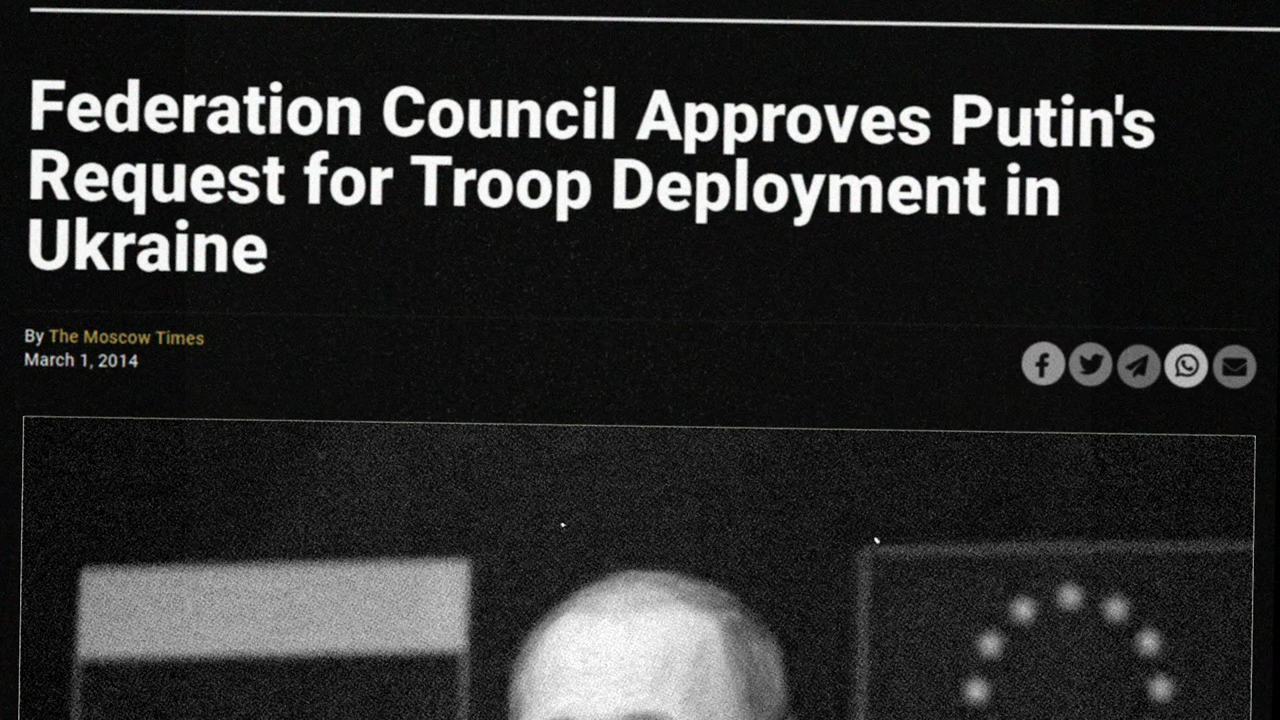 Federation Council Approves Putin's
Request for Troop Deployment in
Ukraine
By The Moscow Times
March 1, 2014